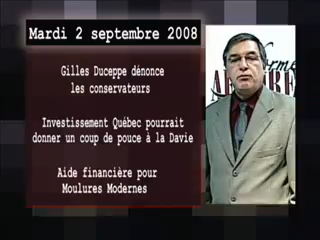 Mardi 2 septembre 2008
Gilles Duceppe dénonce
les conservateurs
Investissement Québec pourrait
donner un coup de pouce à la Davie
Aide financière pour
Moulures Modernes